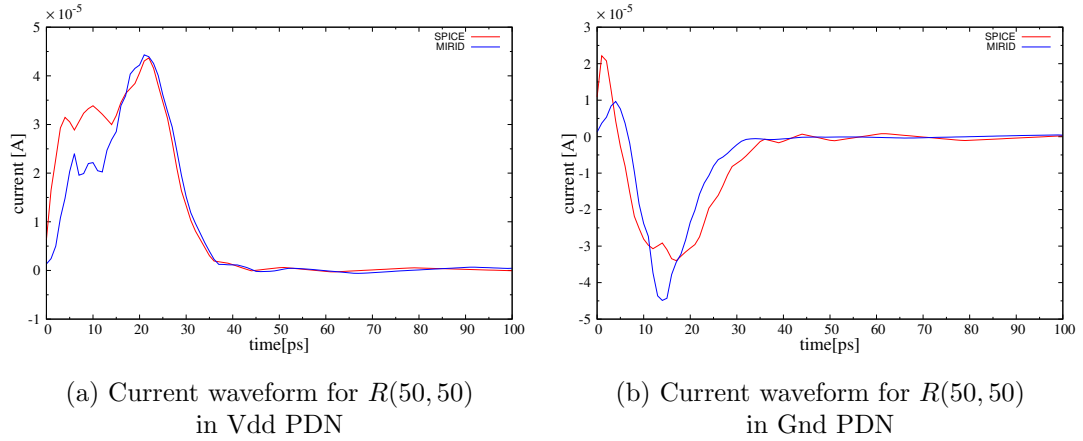 ×10⁻⁵
5
4
3
2
1
0
-1
current [A]
SPICE
MIRID
0 10 20 30 40 50 60 70 80 90 100
time[ps]
(a) Current waveform for R(50, 50)
in Vdd PDN
×10⁻⁵
3
2
1
0
-1
-2
-3
-4
-5
current [A]
SPICE
MIRID
0 10 20 30 40 50 60 70 80 90 100
time[ps]
(b) Current waveform for R(50, 50)
in Gnd PDN